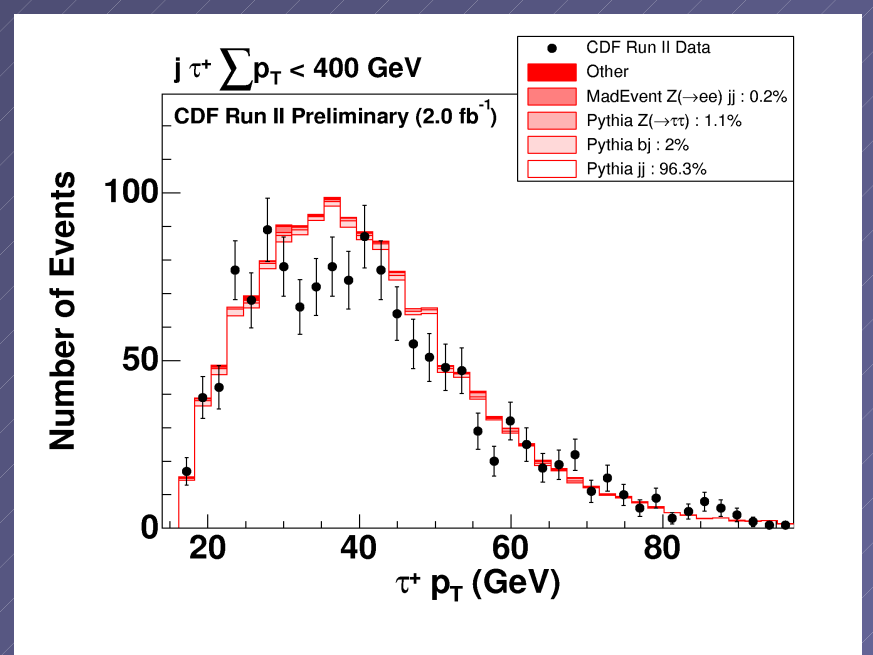 j τ+ ∑pT < 400 GeV
CDF Run II Preliminary (2.0 fb-1)
CDF Run II Data
Other
MadEvent Z(→ee) jj : 0.2%
Pythia Z(→ττ) : 1.1%
Pythia bj : 2%
Pythia jj : 96.3%
Number of Events
100
50
0
20 40 60 80
τ+ pT (GeV)